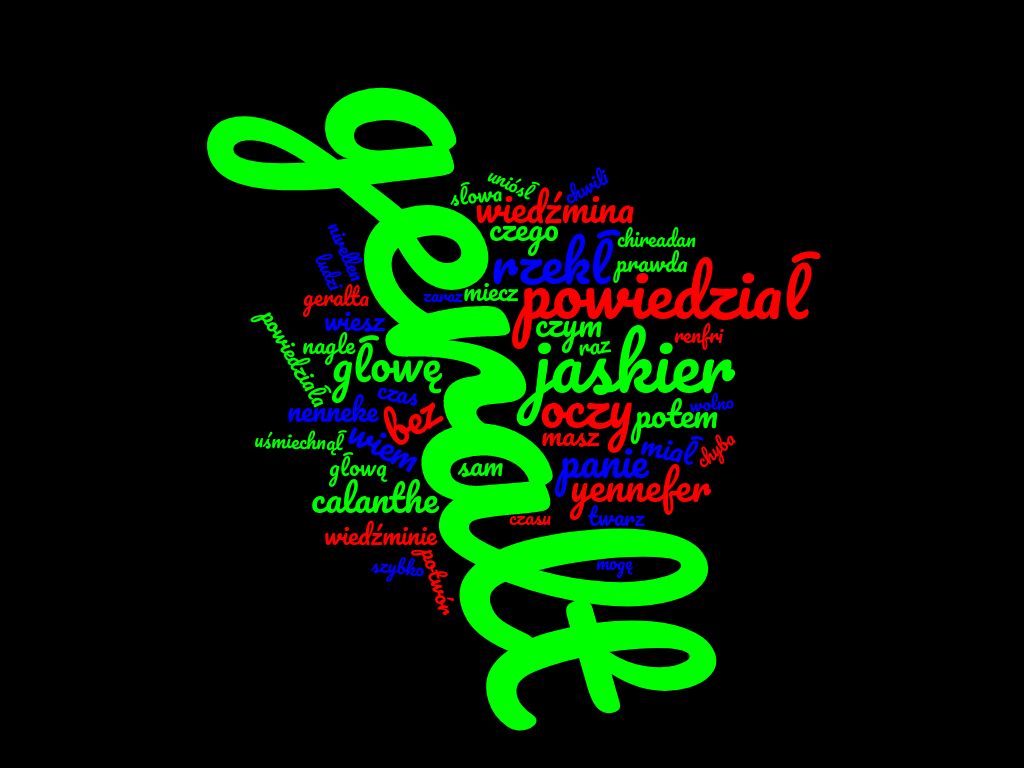 geralt
uniósł
chwili
słowa
wiedźmina
czego
chireadan
nivellen
rzekł
prawda
ludzi
geralta
zaraz
miecz
powiedział
wiesz
czym
renfri
powiedziała
nagle
raz
głowę
jaskier
czas
wolno
nenneke
bez
oczy
potem
uśmiechnął
wiem
masz
miał
chyba
głową
sam
panie
calanthe
yennefer
czasu
twarz
wiedźminie
szybko
potwór
mogę